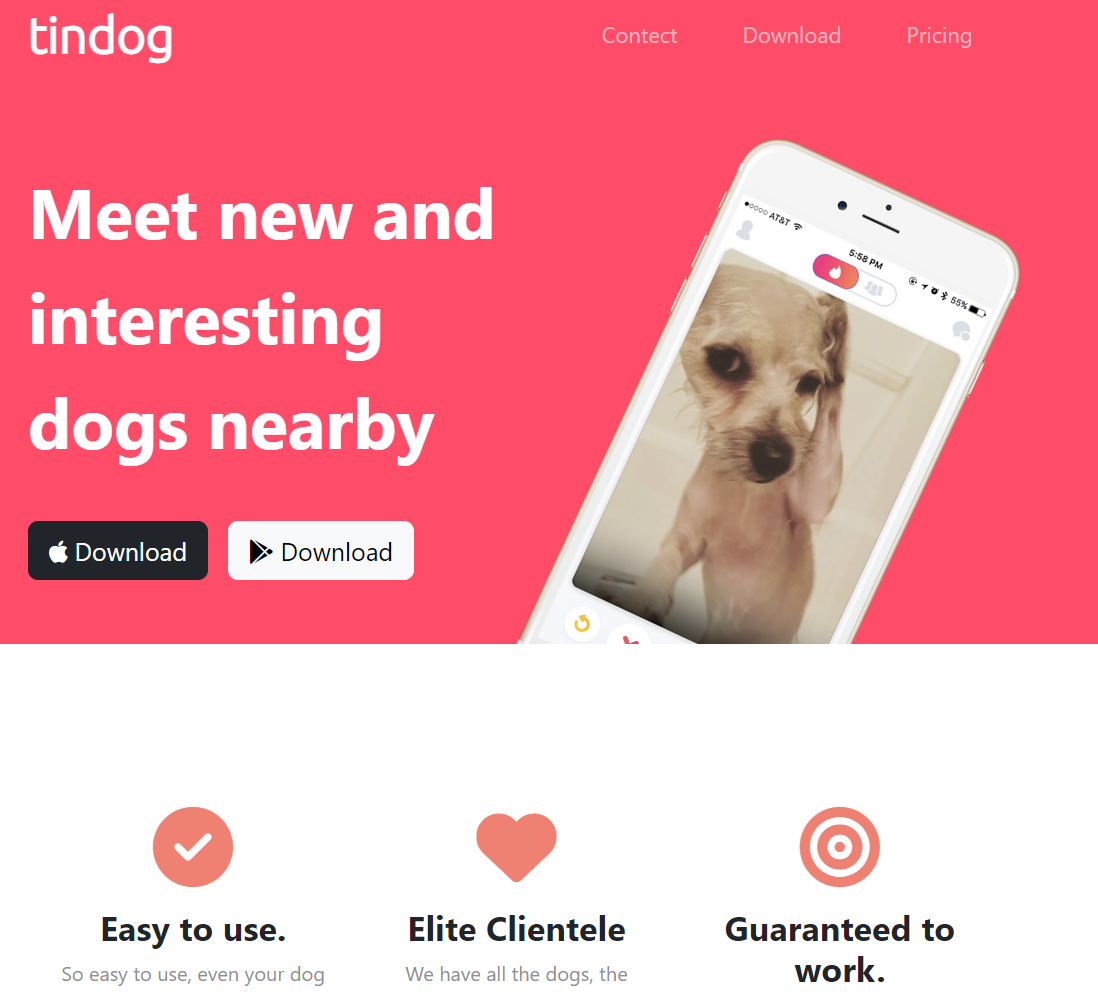 tindog
Contect Download Pricing
Meet new and
interesting
dogs nearby
Download Download
AT&T
5:58 PM
55%
Easy to use.
So easy to use, even your dog
Elite Clientele
We have all the dogs, the
Guaranteed to
work.